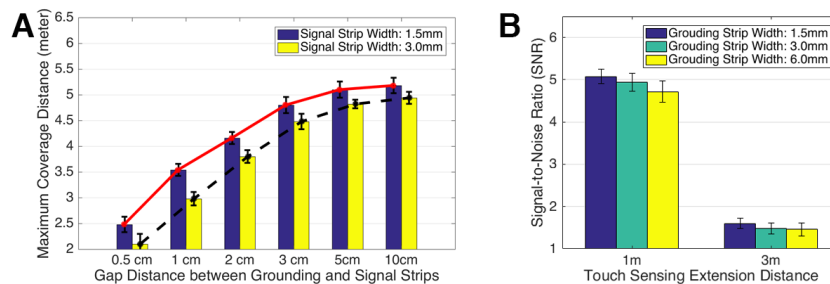 A
Maximum Coverage Distance (meter)
6.5
6
5.5
5
4.5
4
3.5
3
2.5
2
Signal Strip Width: 1.5mm
Signal Strip Width: 3.0mm
0.5 cm 1 cm 2 cm 3 cm 5cm 10cm
Gap Distance between Grounding and Signal Strips
B
Signal-to-Noise Ratio (SNR)
6
5
4
3
2
1
Grouding Strip Width: 1.5mm
Grouding Strip Width: 3.0mm
Grouding Strip Width: 6.0mm
1m 3m
Touch Sensing Extension Distance